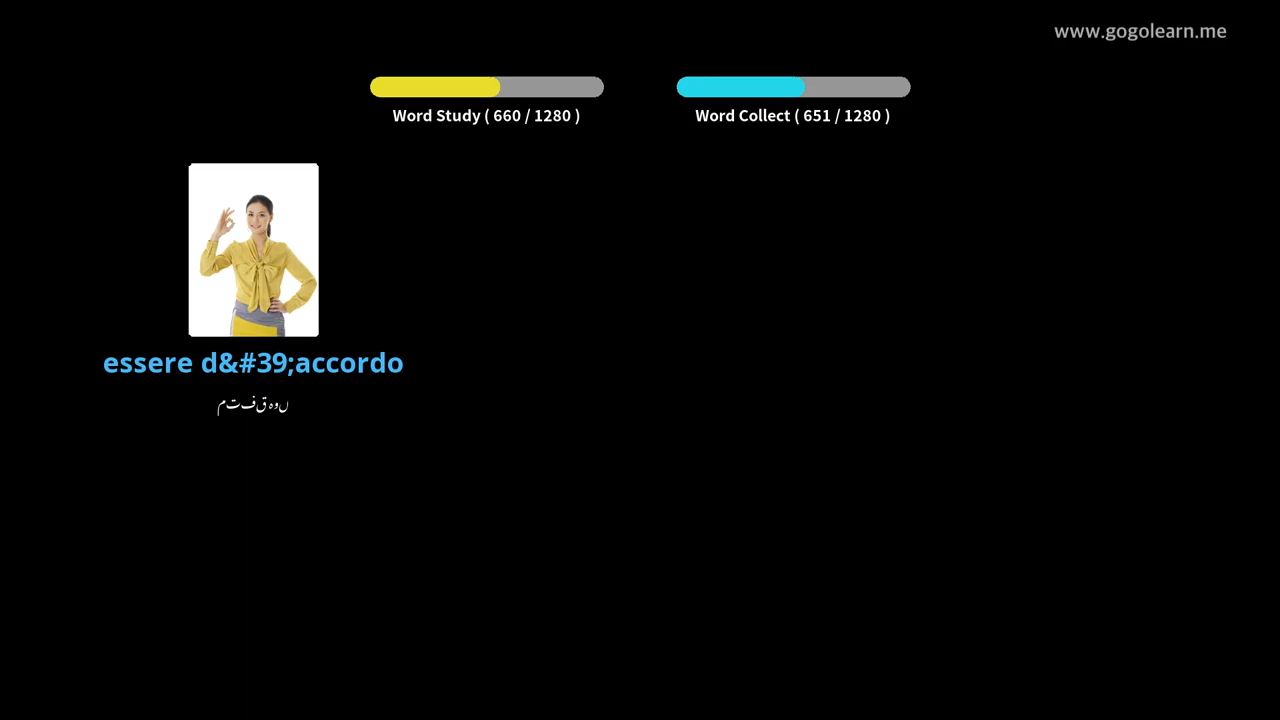 www.gogolearn.me
Word Study ( 660 / 1280 )
Word Collect ( 651 / 1280 )
essere d&#39;accordo
متفق ہوں